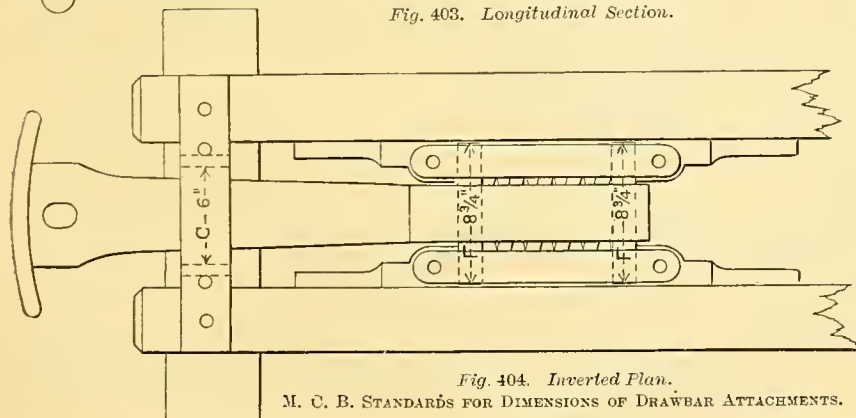 Fig. 403. Longitudinal Section.
C-6"
F-8¾"
F-8¾"
Fig. 404. Inverted Plan.
M. C. B. STANDARDS FOR DIMENSIONS OF DRAWBAR ATTACHMENTS.